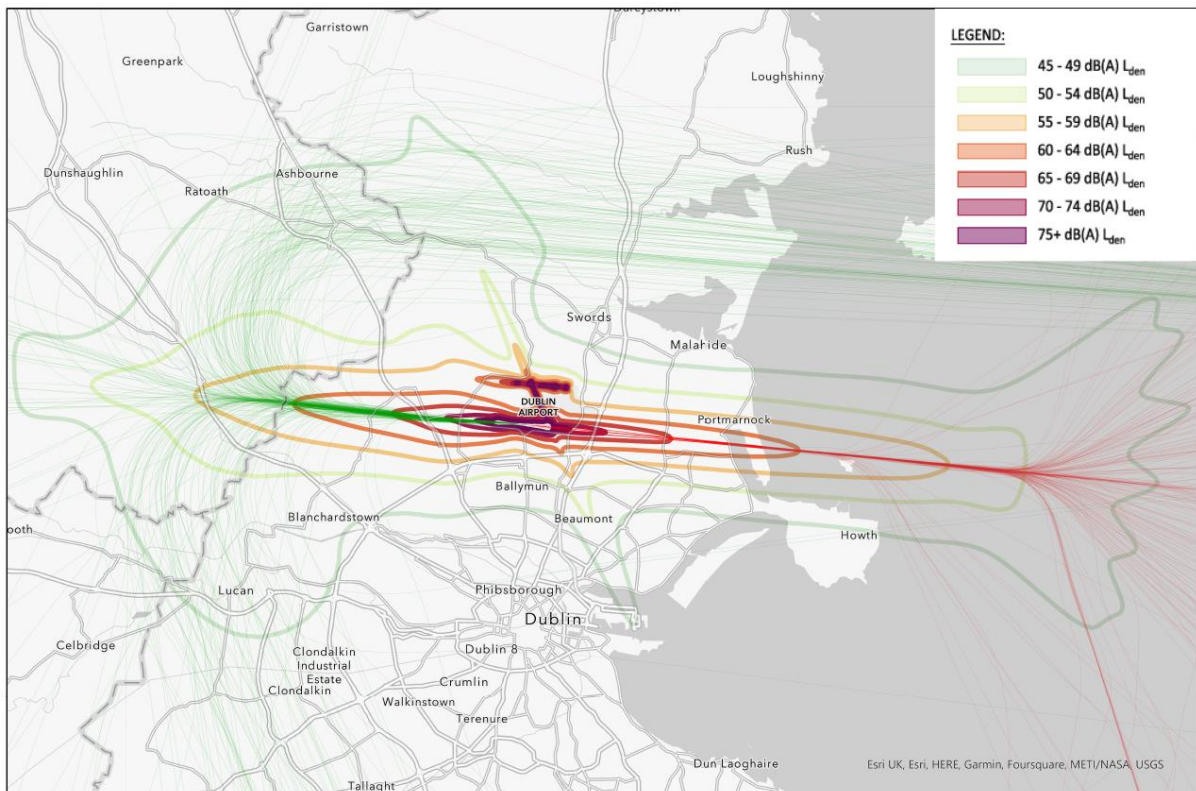 Darcystown
Garristown
LEGEND:
Greenpark
45 - 49 dB(A) Lden
Loughshinny
50 - 54 dB(A) Lden
55 - 59 dB(A) Lden
Rush
60 - 64 dB(A) Lden
Dunshaughlin
Ashbourne
65 - 69 dB(A) Lden
Ratoath
70 - 74 dB(A) Lden
75+ dB(A) Lden
Swords
Malahide
DUBLIN
AIRPORT
Portmarnock
Ballymun
Blanchardstown
Beaumont
ooth
Howth
Lucan
Phibsborough
Dublin
Celbridge
Dublin 8
Clondalkin
Industrial
Estate
Crumlin
Clondalkin
Walkinstown
Terenure
Dun Laoghaire
Esri UK, Esri, HERE, Garmin, Foursquare, METI/NASA, USGS
Tallaght